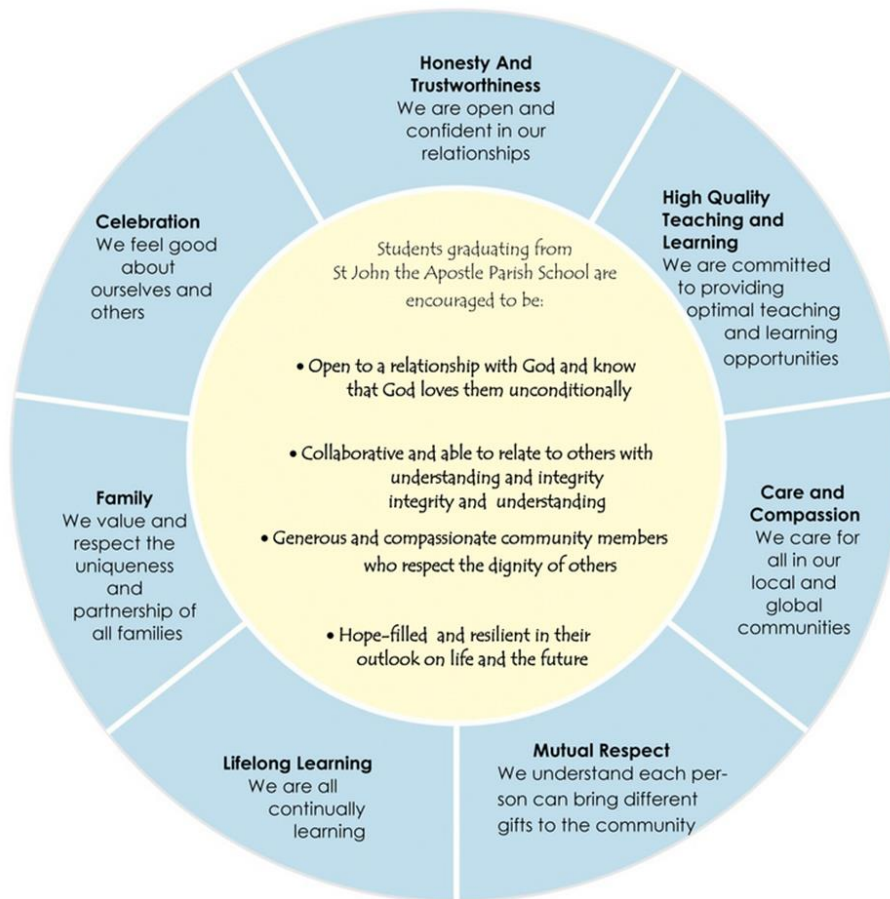 Honesty And
Trustworthiness
We are open and
confident in our
relationships
High Quality
Teaching and
Learning
We are committed
to providing
optimal teaching
and learning
opportunities
Care and
Compassion
We care for
all in our
local and
global
communities
Mutual Respect
We understand each per-
son can bring different
gifts to the community
Lifelong Learning
We are all
continually
learning
Family
We value and
respect the
uniqueness
and
partnership of
all families
Celebration
We feel good
about
ourselves and
others
Students graduating from
St John the Apostle Parish School are
encouraged to be:
• Open to a relationship with God and know
that God loves them unconditionally
• Collaborative and able to relate to others with
understanding and integrity
integrity and understanding
• Generous and compassionate community members
who respect the dignity of others
• Hope-filled and resilient in their
outlook on life and the future